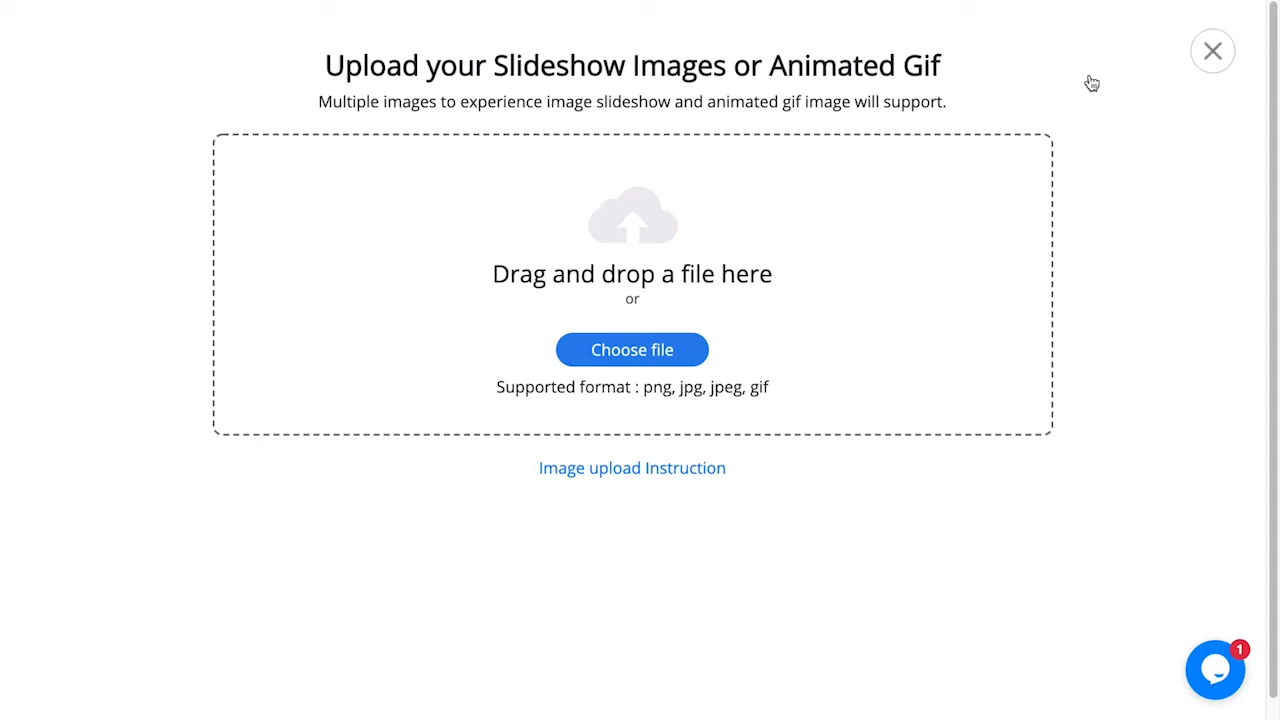 Upload your Slideshow Images or Animated Gif
Multiple images to experience image slideshow and animated gif image will support.
Drag and drop a file here
or
Choose file
Supported format : png, jpg, jpeg, gif
Image upload Instruction
1